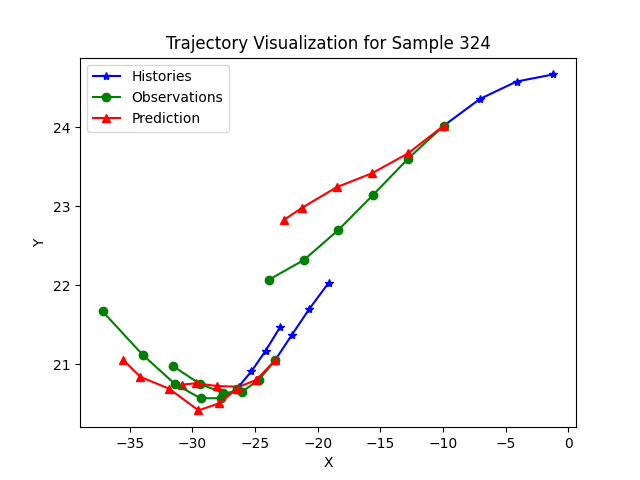 Trajectory Visualization for Sample 324
Histories
Observations
Prediction
24
23
22
21
Y
−35 −30 −25 −20 −15 −10 −5 0
X